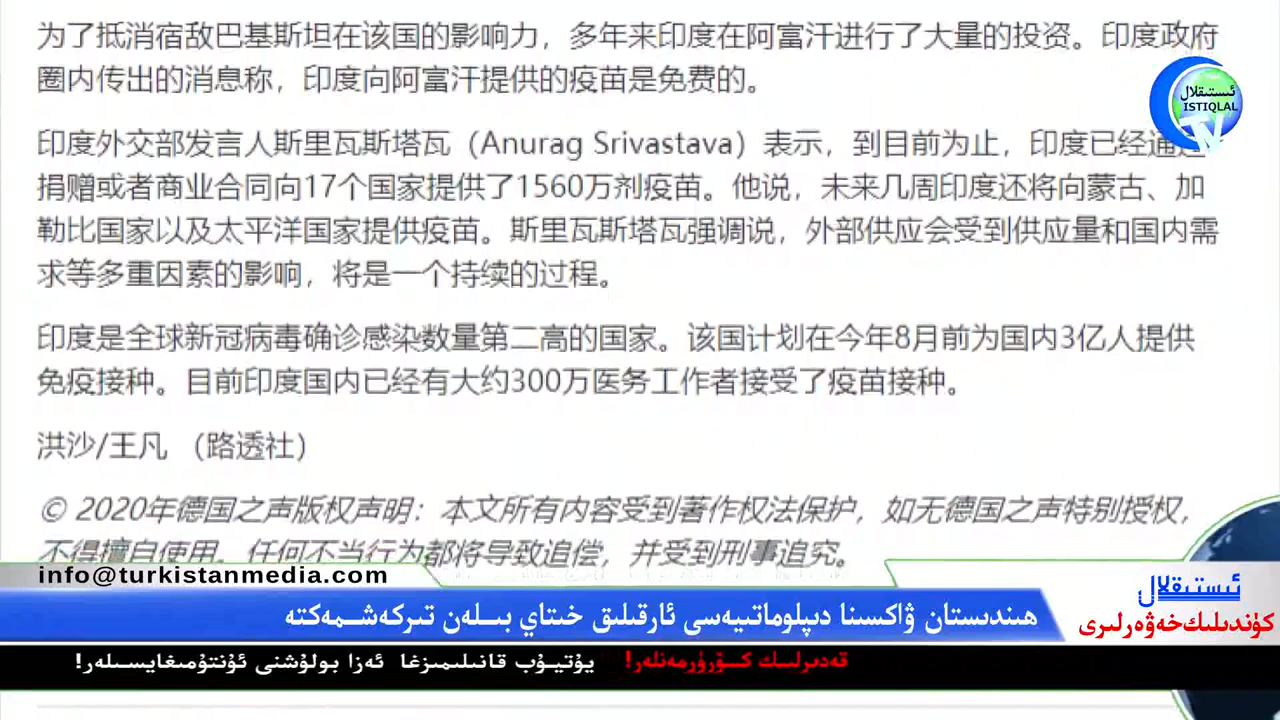 为了抵消宿敌巴基斯坦在该国的影响力，多年来印度在阿富汗进行了大量的投资。印度政府
圈内传出的消息称，印度向阿富汗提供的疫苗是免费的。
印度外交部发言人斯里瓦斯塔瓦（Anurag Srivastava）表示，到目前为止，印度已经通过
捐赠或者商业合同向17个国家提供了1560万剂疫苗。他说，未来几周印度还将向蒙古、加
勒比国家以及太平洋国家提供疫苗。斯里瓦斯塔瓦强调说，外部供应会受到供应量和国内需
求等多重因素的影响，将是一个持续的过程。
印度是全球新冠病毒确诊感染数量第二高的国家。该国计划在今年8月前为国内3亿人提供
免疫接种。目前印度国内已经有大约300万医务工作者接受了疫苗接种。
洪沙/王凡 （路透社）
© 2020年德国之声版权声明：本文所有内容受到著作权法保护，如无德国之声特别授权，
不得擅自使用。任何不当行为都将导致追偿，并受到刑事追究。
ئىستىقلال
ISTIQLAL
TV
info@turkistanmedia.com
ئىستىقلال
كۈندىلىك خەۋەرلىرى
ھىندىستان ۋاكسىنا دىپلوماتىيەسى ئارقىلىق خىتاي بىلەن تىركەشمەكتە
قەدىرلىك كۆرۈرمەنلەر! يۇتيۇب قانىلىمىزغا ئەزا بولۇشنى ئۇنتۇمىغايسىلەر!